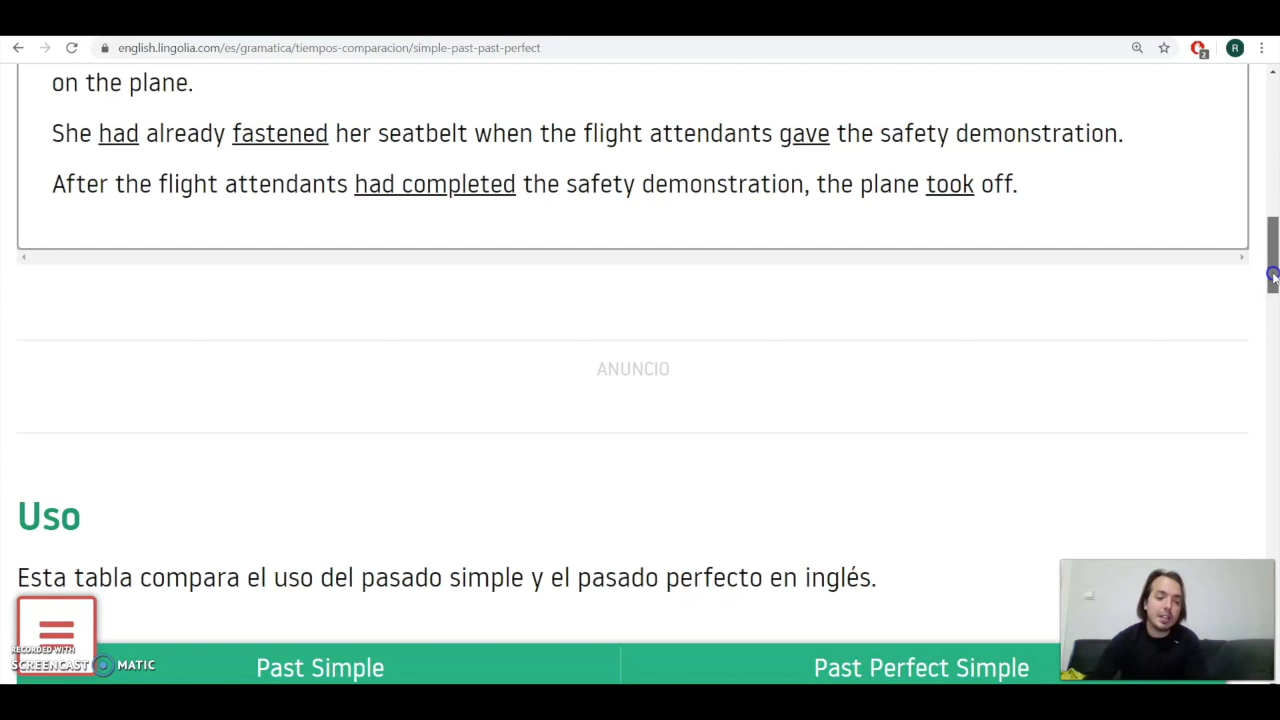 english.lingolia.com/es/gramatica/tiempos-comparacion/simple-past-past-perfect
2
R
on the plane.
She had already fastened her seatbelt when the flight attendants gave the safety demonstration.
After the flight attendants had completed the safety demonstration, the plane took off.
ANUNCIO
Uso
Esta tabla compara el uso del pasado simple y el pasado perfecto en inglés.
RECORDED WITH
SCREENCAST MATIC
Past Simple Past Perfect Simple